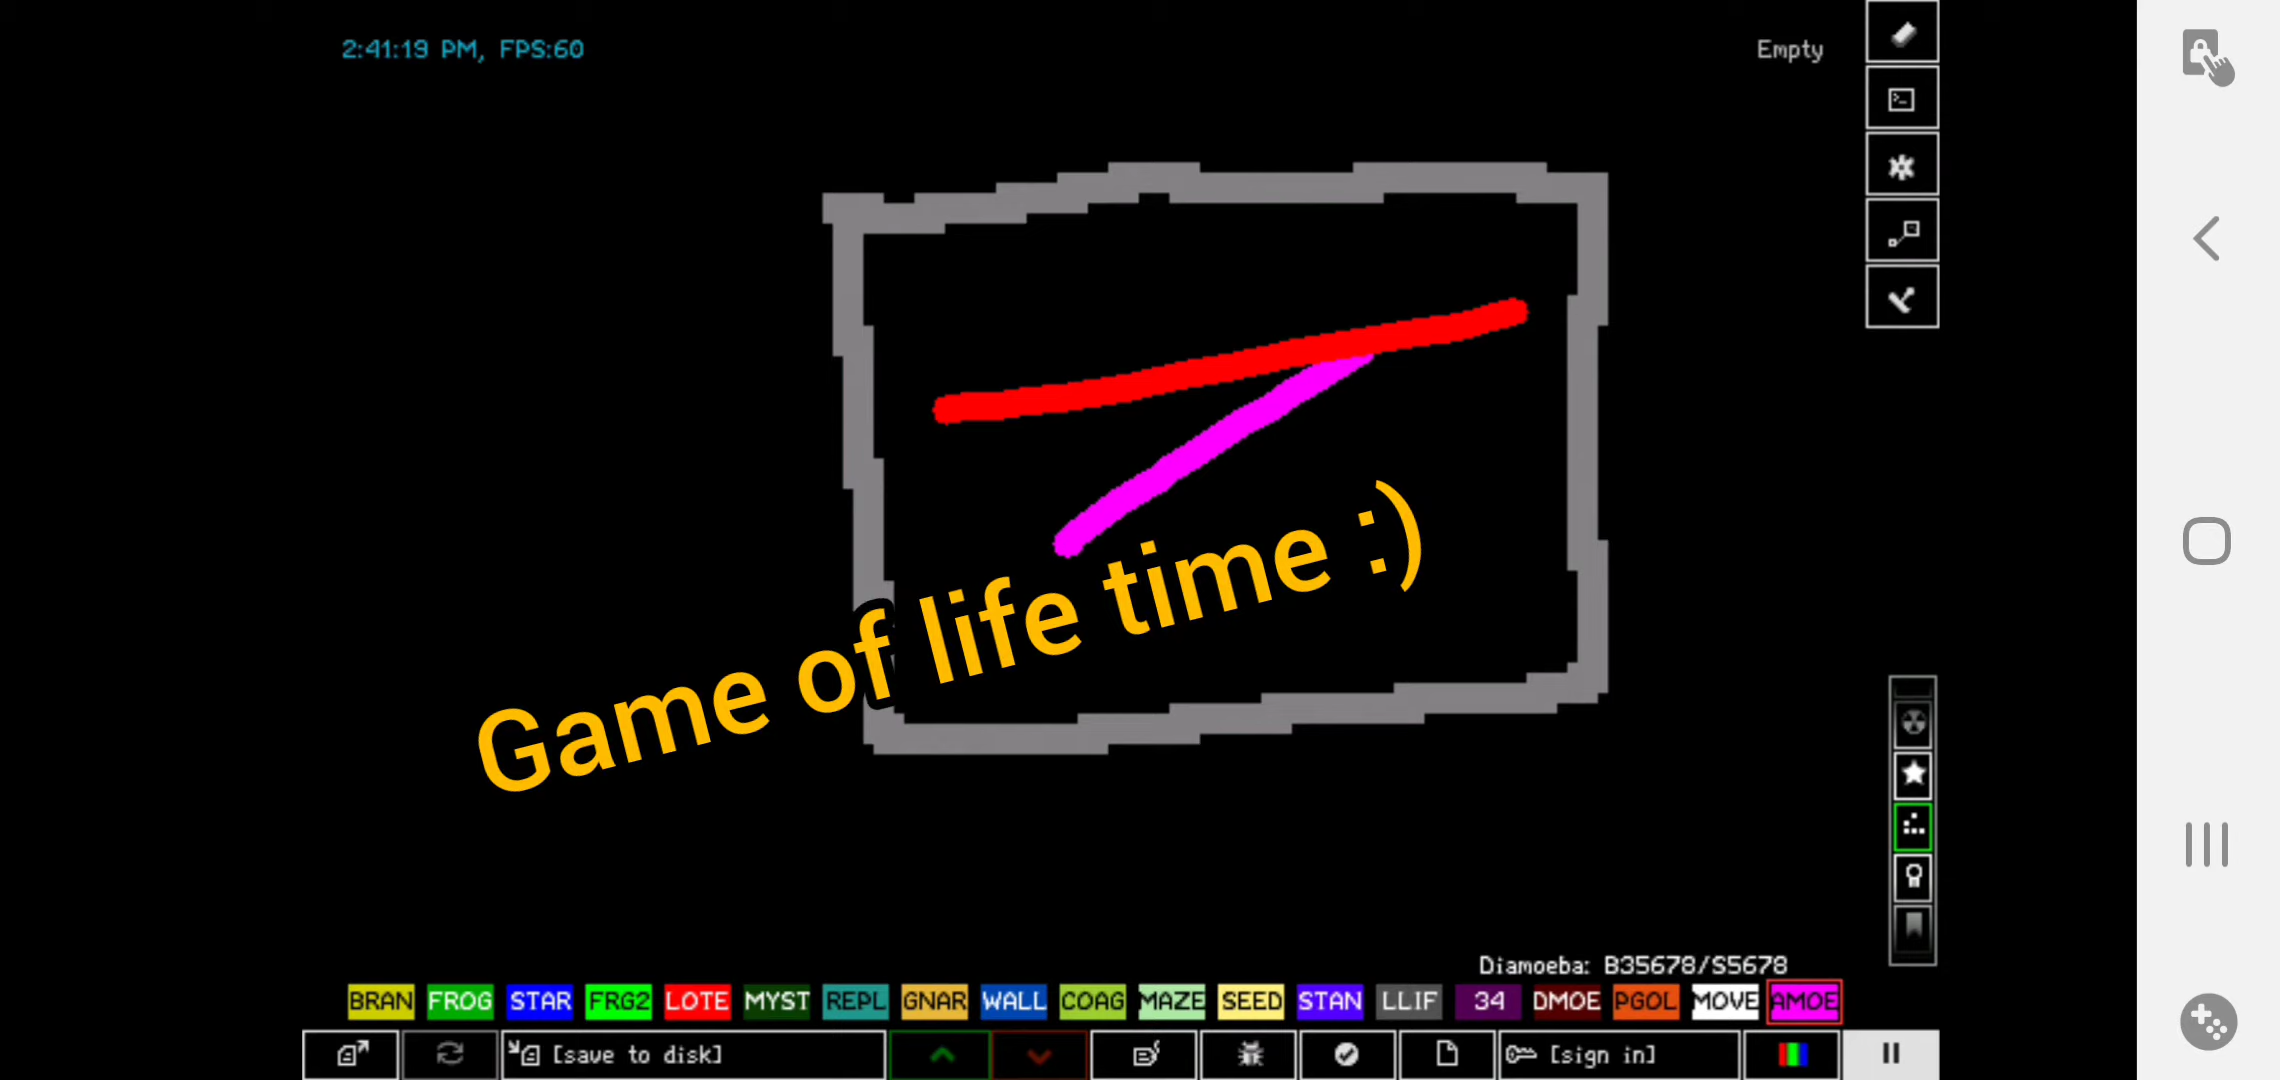 2:41:19 PM, FPS:60
Empty
Game of life time :)
Diamoeba: B35678/S5678
BRAN FROG STAR FRG2 LOTE MYST REPL GNAR WALL COAG MAZE SEED STAN LLIF 34 DMOE PGOL MOVE AMOE
[save to disk] [sign in]